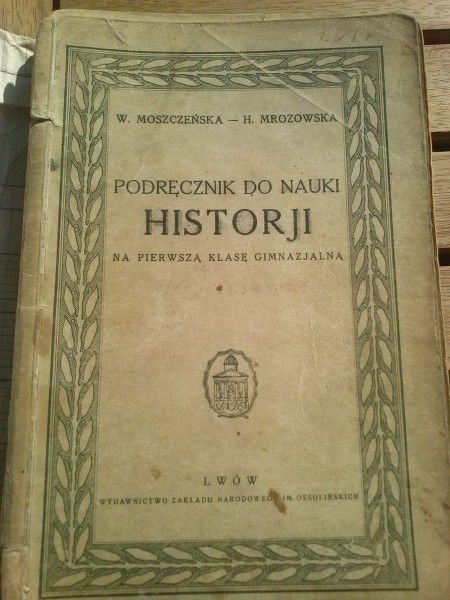 W. MOSZCZEŃSKA — H. MROZOWSKA
PODRĘCZNIK DO NAUKI
HISTORJI
NA PIERWSZĄ KLASĘ GIMNAZJALNĄ
LWÓW
WYDAWNICTWO ZAKŁADU NARODOWEGO IM. OSSOLIŃSKICH